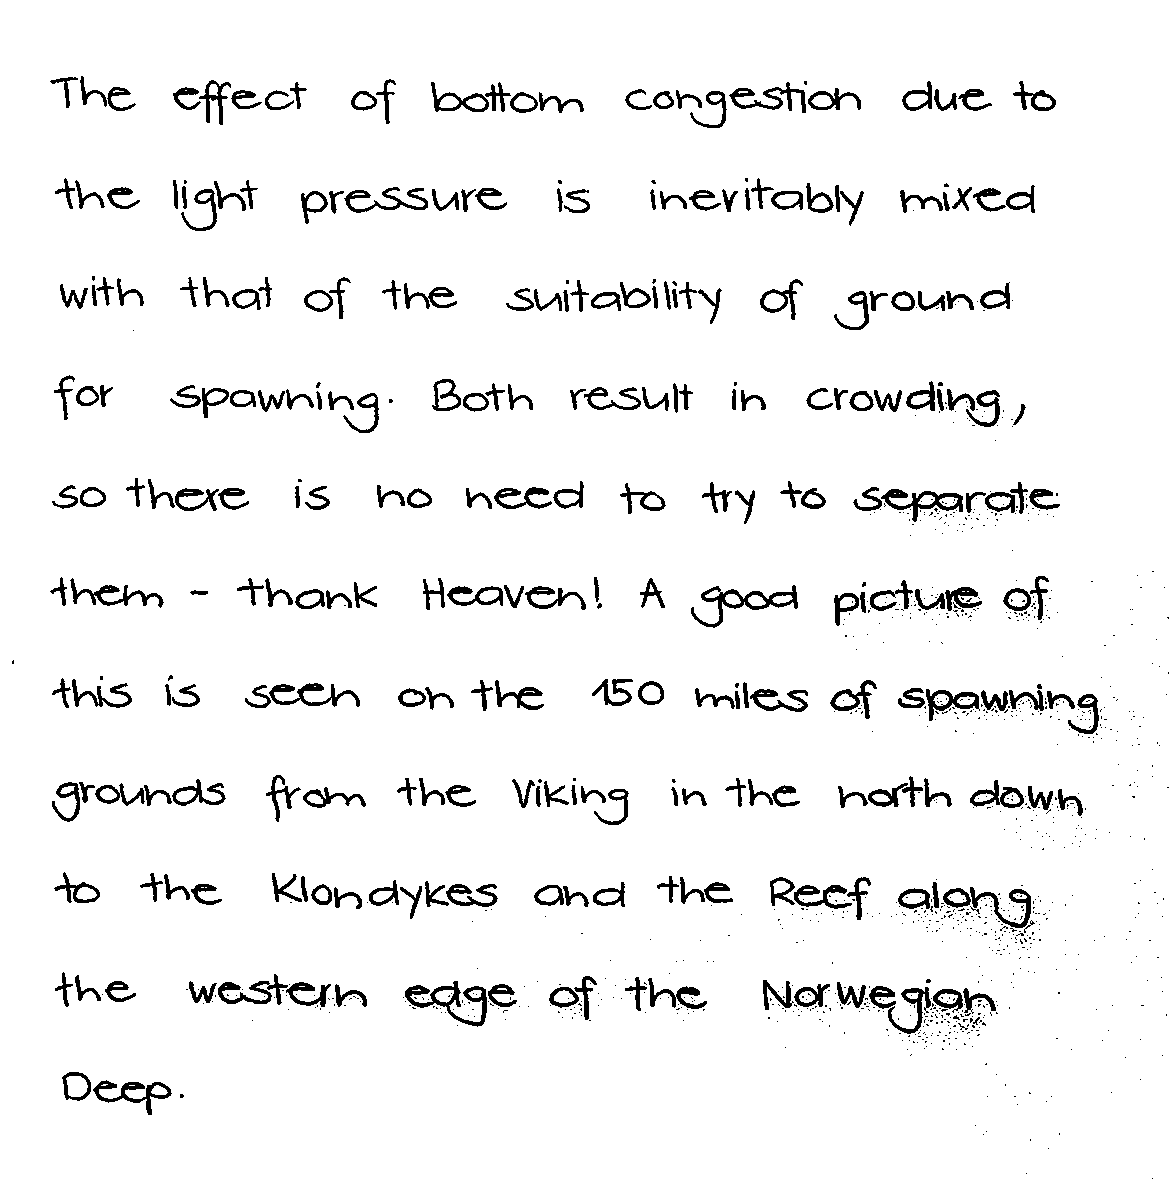 The effect of bottom congestion due to
the light pressure is inevitably mixed
with that of the suitability of ground
for spawning. Both result in crowding,
so there is no need to try to separate
them - thank Heaven! A good picture of
this is seen on the 150 miles of spawning
grounds from the Viking in the north down
to the Klondykes and the Reef along
the western edge of the Norwegian
Deep.